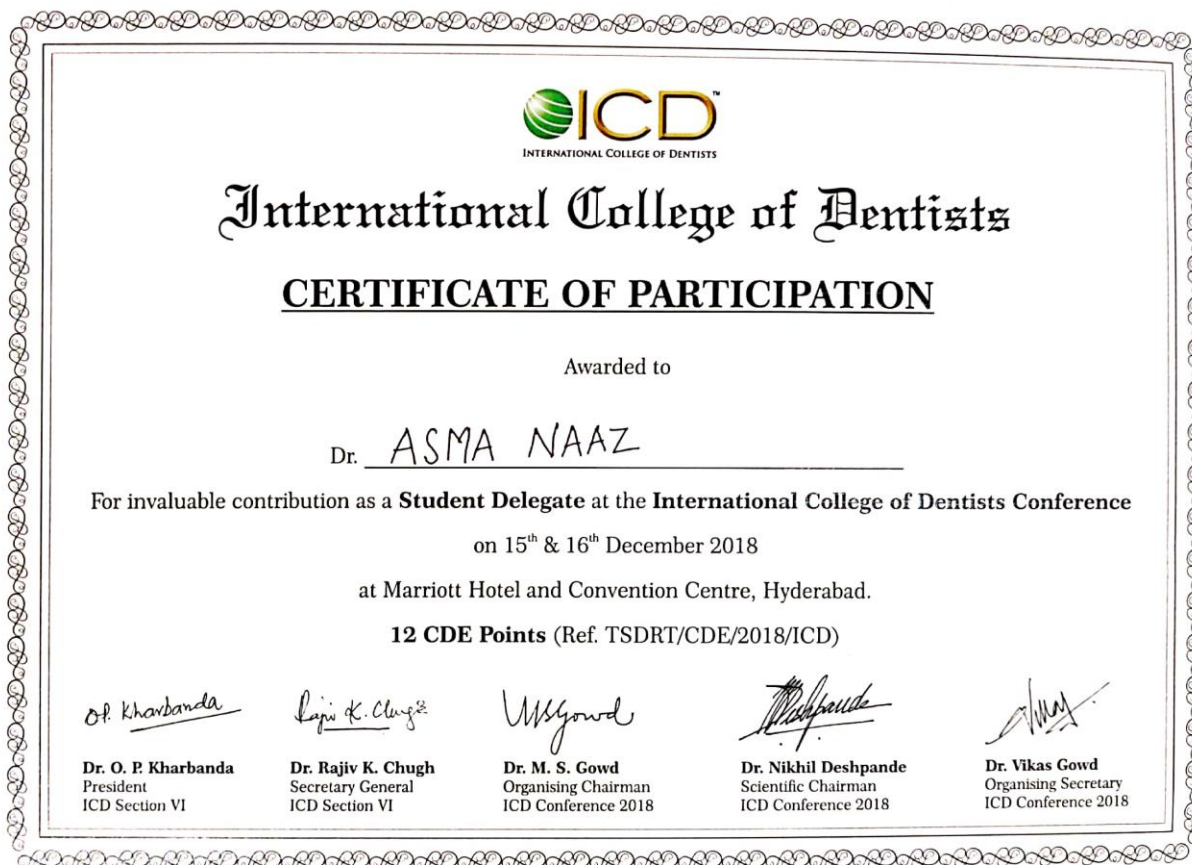 ICD™
INTERNATIONAL COLLEGE OF DENTISTS
International College of Dentists
CERTIFICATE OF PARTICIPATION
Awarded to
Dr. ASMA NAAZ
For invaluable contribution as a Student Delegate at the International College of Dentists Conference
on 15th & 16th December 2018
at Marriott Hotel and Convention Centre, Hyderabad.
12 CDE Points (Ref. TSDRT/CDE/2018/ICD)
O.P. Kharbanda
Rajiv K. Chugh
MSGowd
Deshpande
Dr. O. P. Kharbanda
President
ICD Section VI
Dr. Rajiv K. Chugh
Secretary General
ICD Section VI
Dr. M. S. Gowd
Organising Chairman
ICD Conference 2018
Dr. Nikhil Deshpande
Scientific Chairman
ICD Conference 2018
Dr. Vikas Gowd
Organising Secretary
ICD Conference 2018